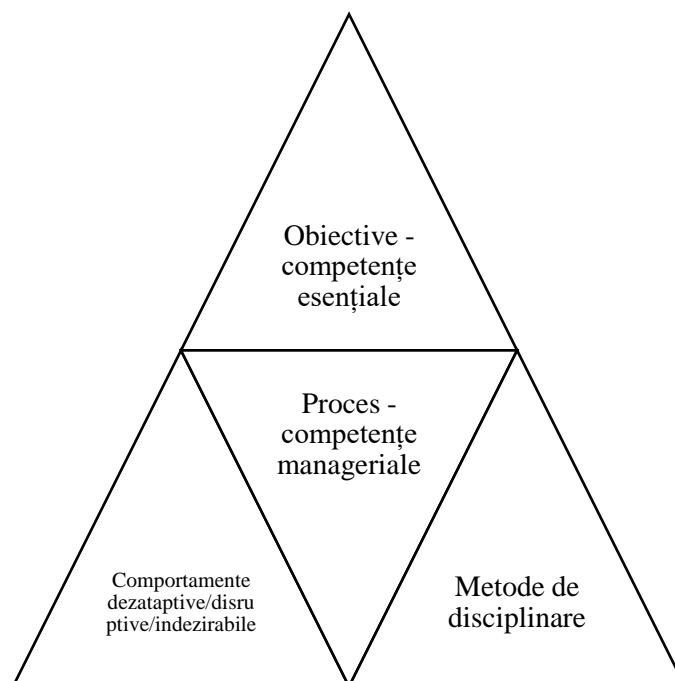 Obiective -
competențe
esențiale
Proces -
competențe
manageriale
Comportamente
dezataptive/disru
ptive/indezirabile
Metode de
disciplinare